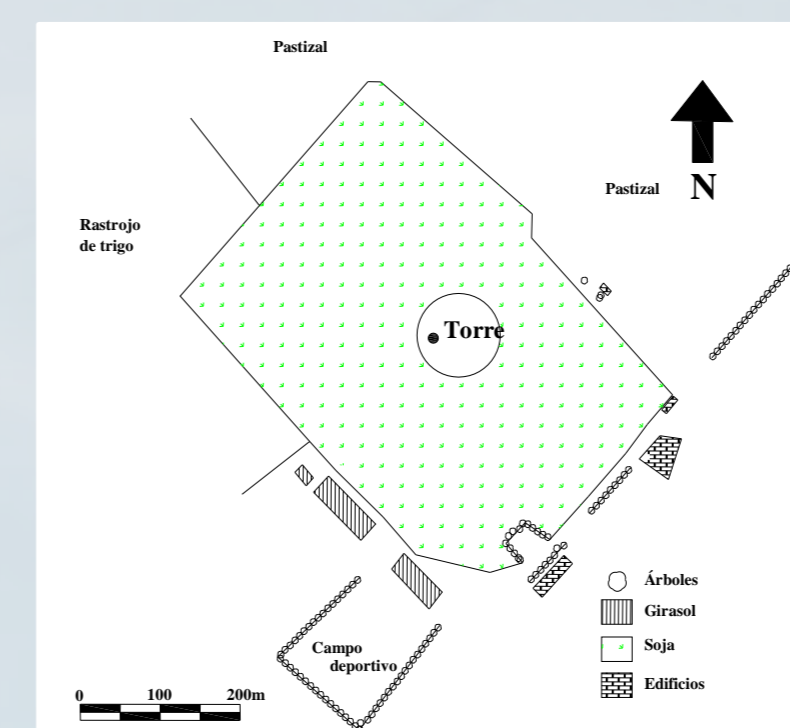 Pastizal
N
Pastizal
Rastrojo
de trigo
Torre
Árboles
Girasol
Soja
Edificios
Campo
deportivo
0 100 200m